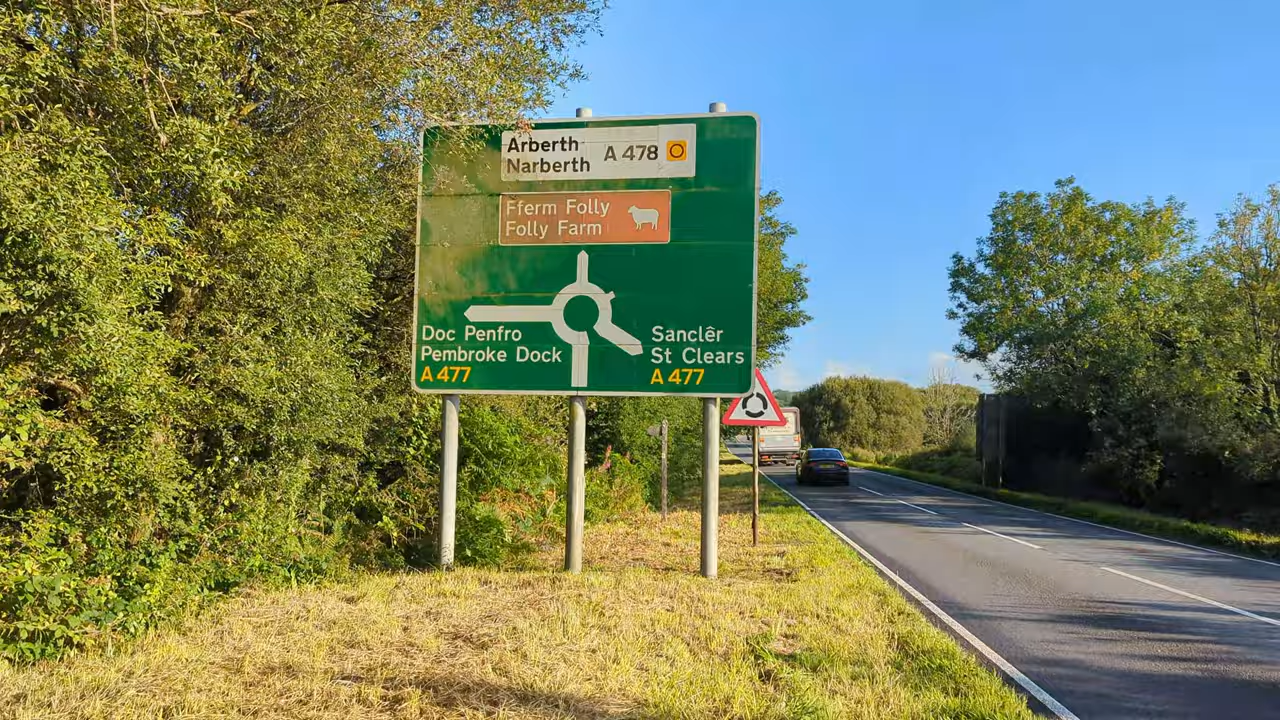 Arberth
Narberth
A 478
Fferm Folly
Folly Farm
Doc Penfro
Pembroke Dock
A 477
Sanclêr
St Clears
A 477